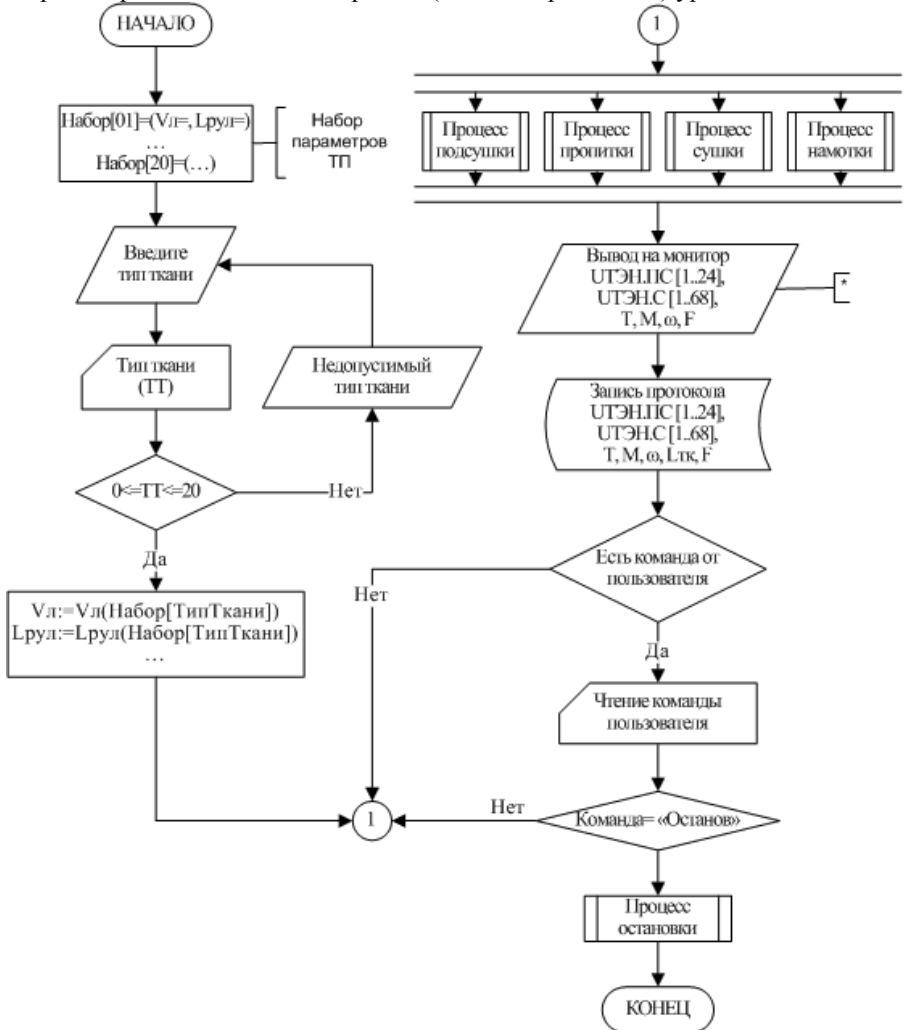 НАЧАЛО
Набор[01]=(Vл=, Lрул=)
…
Набор[20]=(…)
Набор
параметров
ТП
Введите
тип ткани
Тип ткани
(ТТ)
Недопустимый
тип ткани
0<=ТТ<=20
Нет
Да
Vл:=Vл(Набор[ТипТкани])
Lрул:=Lрул(Набор[ТипТкани])
…
1
1
Процесс
подсушки
Процесс
пропитки
Процесс
сушки
Процесс
намотки
Вывод на монитор
UТЭН.ПС [1..24],
UТЭН.С [1..68],
T, M, ω, F
*
Запись протокола
UТЭН.ПС [1..24],
UТЭН.С [1..68],
T, M, ω, Lтк, F
Есть команда от
пользователя
Нет
Да
Чтение команды
пользователя
Команда= «Останов»
Нет
Процесс
остановки
КОНЕЦ